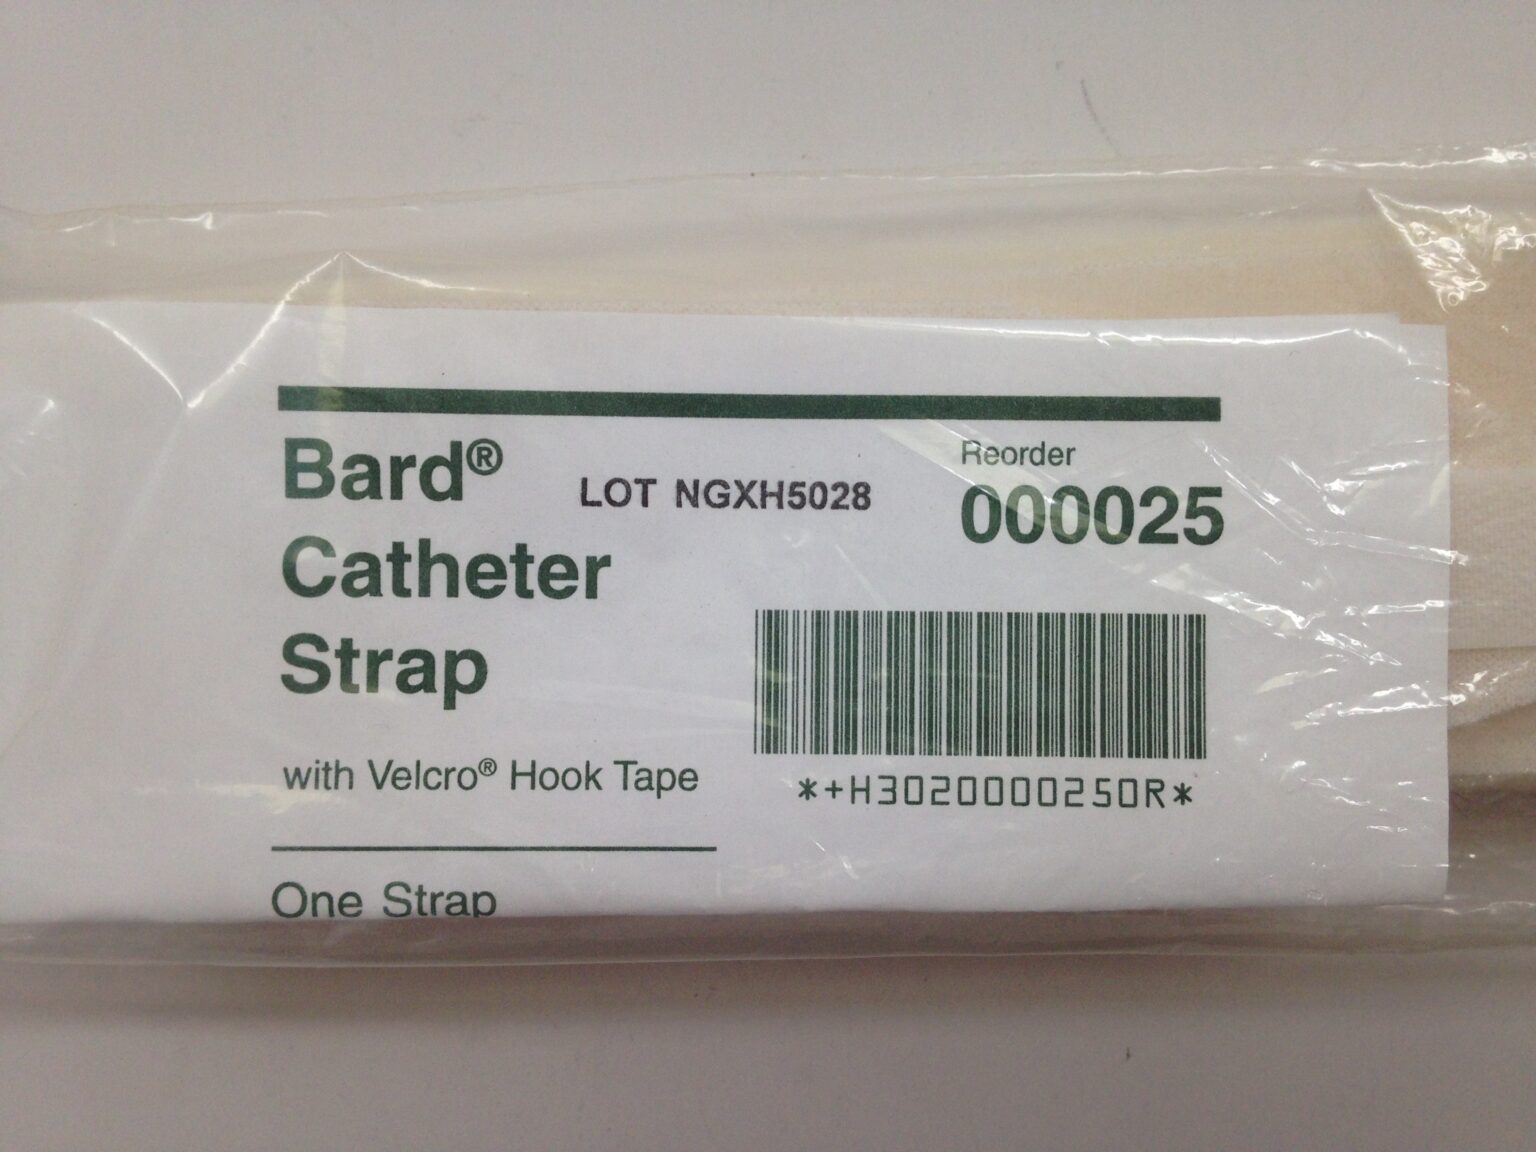 Bard®
LOT NGXH5028
Reorder
000025
Catheter
Strap
with Velcro® Hook Tape
*+H3020000250R*
One Strap